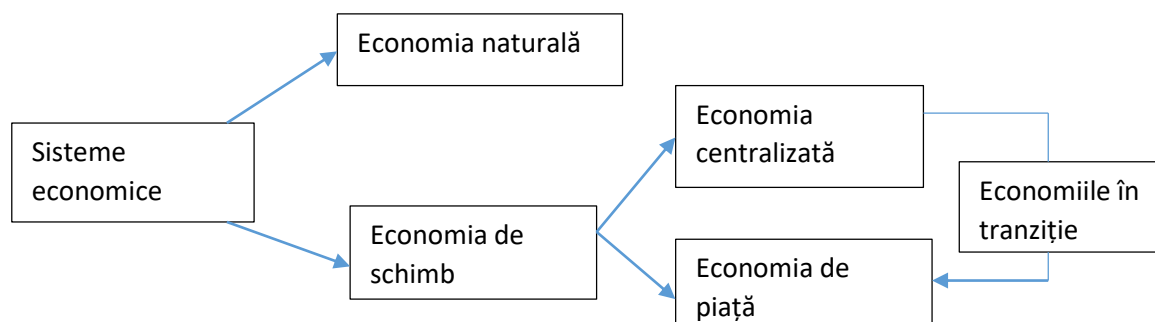 Economia naturală
Sisteme
economice
Economia de
schimb
Economia
centralizată
Economia de
piață
Economiile în
tranziție